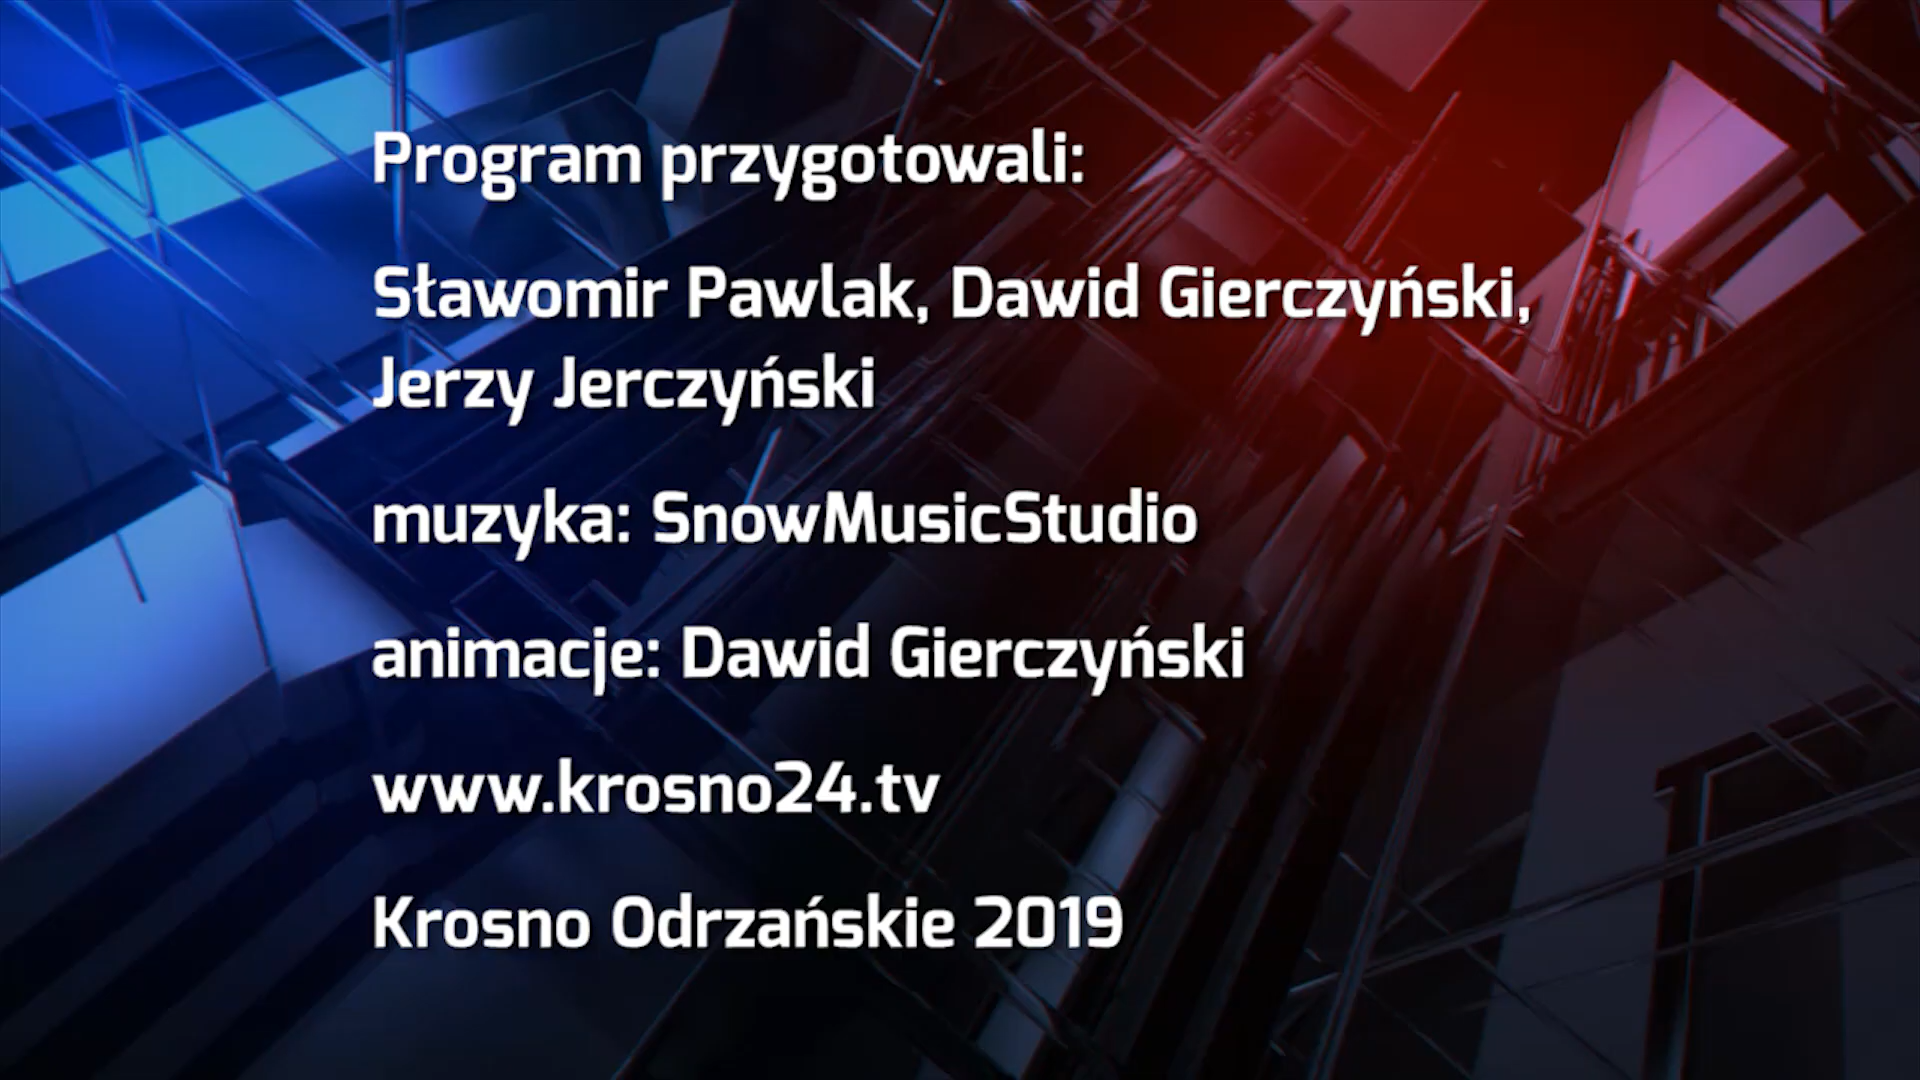 Program przygotowali:
Sławomir Pawlak, Dawid Gierczyński,
Jerzy Jerczyński
muzyka: SnowMusicStudio
animacje: Dawid Gierczyński
www.krosno24.tv
Krosno Odrzańskie 2019